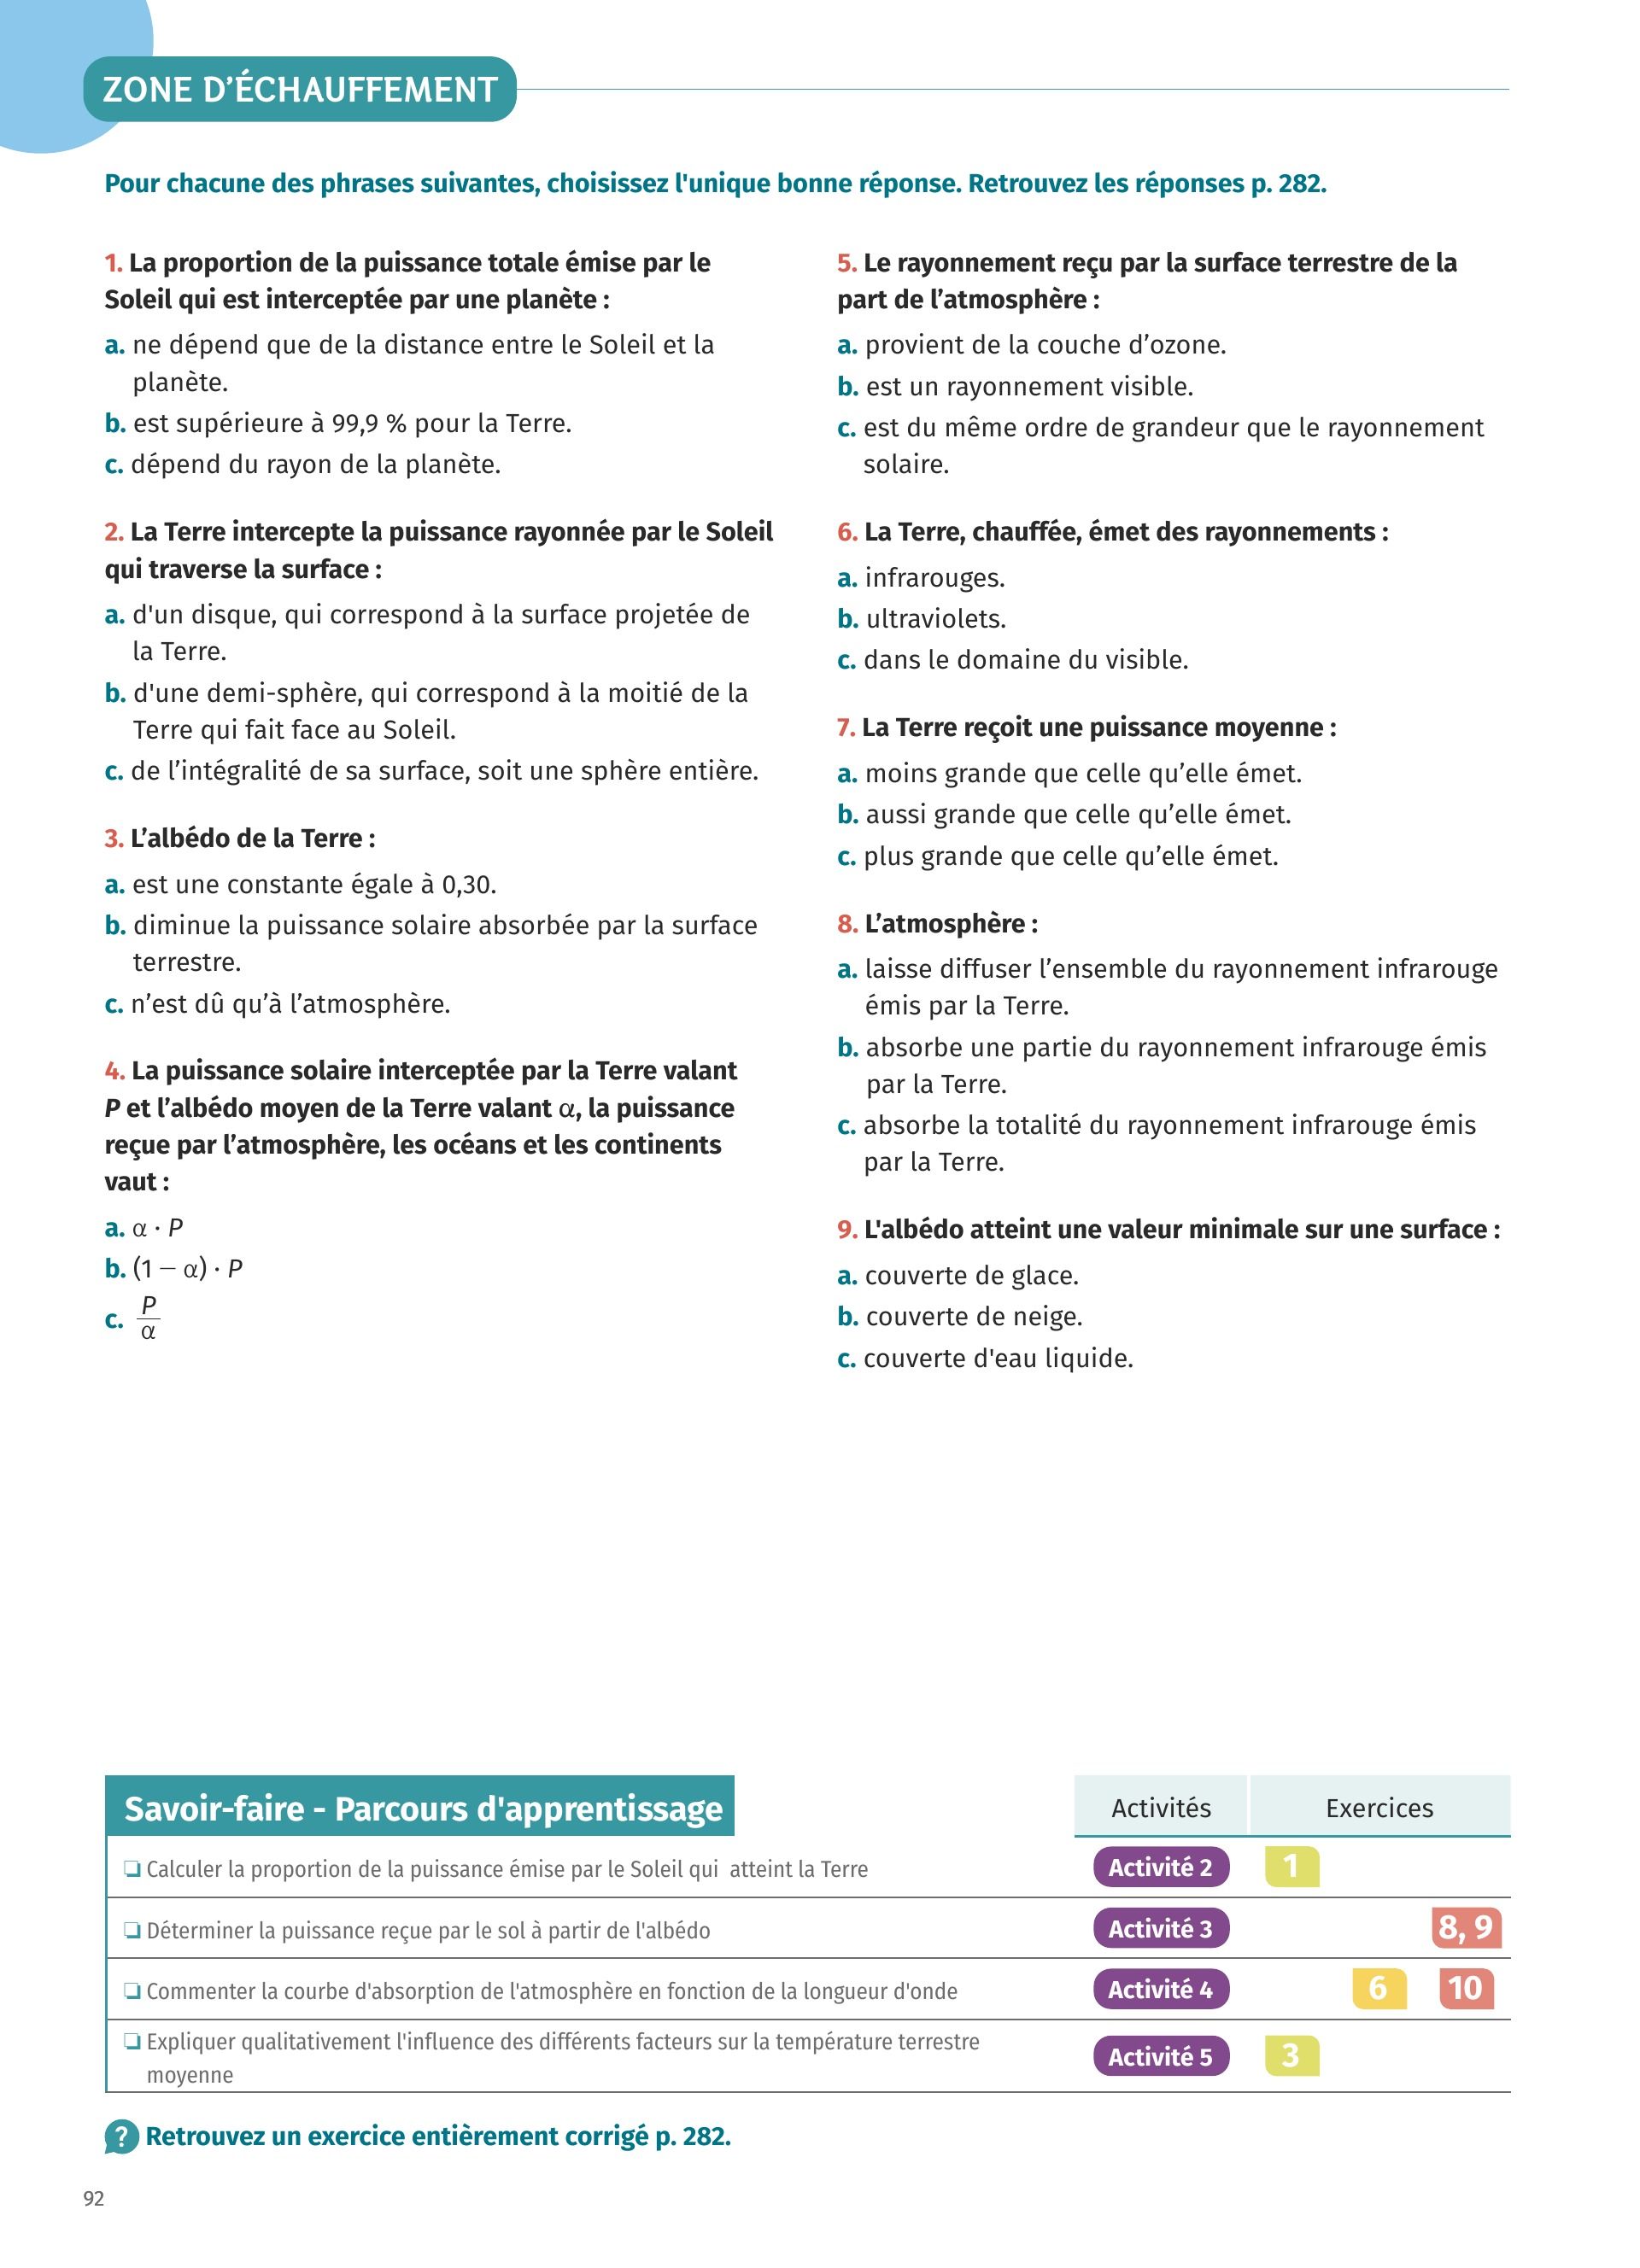 ZONE D’ÉCHAUFFEMENT
Pour chacune des phrases suivantes, choisissez l'unique bonne réponse. Retrouvez les réponses p. 282.
1. La proportion de la puissance totale émise par le
Soleil qui est interceptée par une planète :
a. ne dépend que de la distance entre le Soleil et la
planète.
b. est supérieure à 99,9 % pour la Terre.
c. dépend du rayon de la planète.
2. La Terre intercepte la puissance rayonnée par le Soleil
qui traverse la surface :
a. d'un disque, qui correspond à la surface projetée de
la Terre.
b. d'une demi-sphère, qui correspond à la moitié de la
Terre qui fait face au Soleil.
c. de l’intégralité de sa surface, soit une sphère entière.
3. L’albédo de la Terre :
a. est une constante égale à 0,30.
b. diminue la puissance solaire absorbée par la surface
terrestre.
c. n’est dû qu’à l’atmosphère.
4. La puissance solaire interceptée par la Terre valant
P et l’albédo moyen de la Terre valant α, la puissance
reçue par l’atmosphère, les océans et les continents
vaut :
a. α · P
b. (1 − α) · P
c. P/α
5. Le rayonnement reçu par la surface terrestre de la
part de l’atmosphère :
a. provient de la couche d’ozone.
b. est un rayonnement visible.
c. est du même ordre de grandeur que le rayonnement
solaire.
6. La Terre, chauffée, émet des rayonnements :
a. infrarouges.
b. ultraviolets.
c. dans le domaine du visible.
7. La Terre reçoit une puissance moyenne :
a. moins grande que celle qu’elle émet.
b. aussi grande que celle qu’elle émet.
c. plus grande que celle qu’elle émet.
8. L’atmosphère :
a. laisse diffuser l’ensemble du rayonnement infrarouge
émis par la Terre.
b. absorbe une partie du rayonnement infrarouge émis
par la Terre.
c. absorbe la totalité du rayonnement infrarouge émis
par la Terre.
9. L'albédo atteint une valeur minimale sur une surface :
a. couverte de glace.
b. couverte de neige.
c. couverte d'eau liquide.
Savoir-faire - Parcours d'apprentissage Activités Exercices
Calculer la proportion de la puissance émise par le Soleil qui atteint la Terre Activité 2 1
Déterminer la puissance reçue par le sol à partir de l'albédo Activité 3 8, 9
Commenter la courbe d'absorption de l'atmosphère en fonction de la longueur d'onde Activité 4 6 10
Expliquer qualitativement l'influence des différents facteurs sur la température terrestre
moyenne Activité 5 3
? Retrouvez un exercice entièrement corrigé p. 282.
92